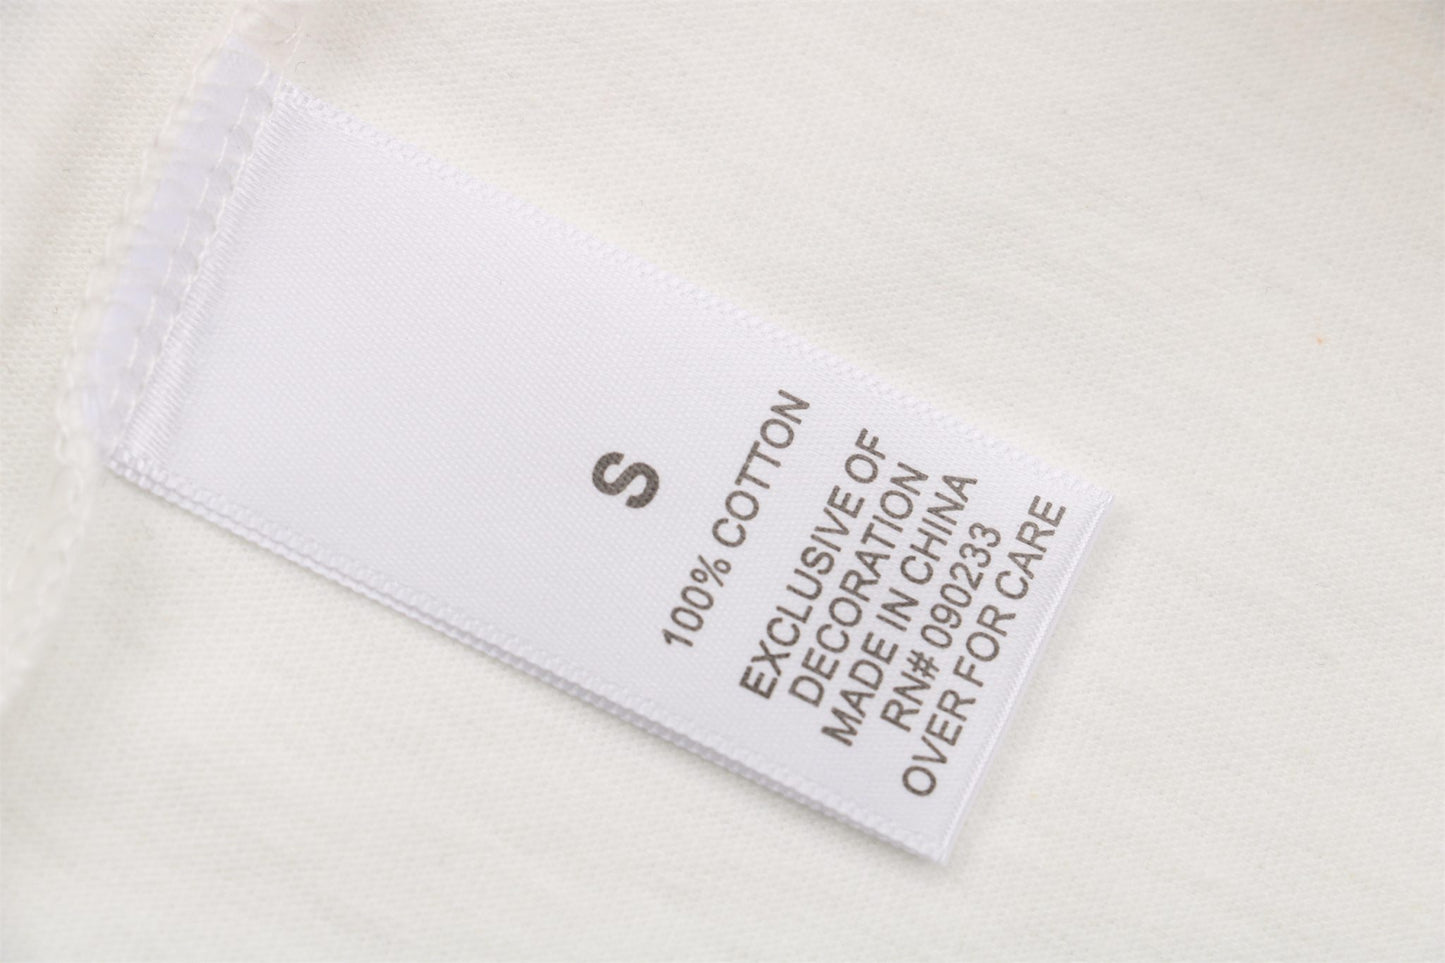 S
100% COTTON
EXCLUSIVE OF
DECORATION
MADE IN CHINA
RN# 090233
OVER FOR CARE